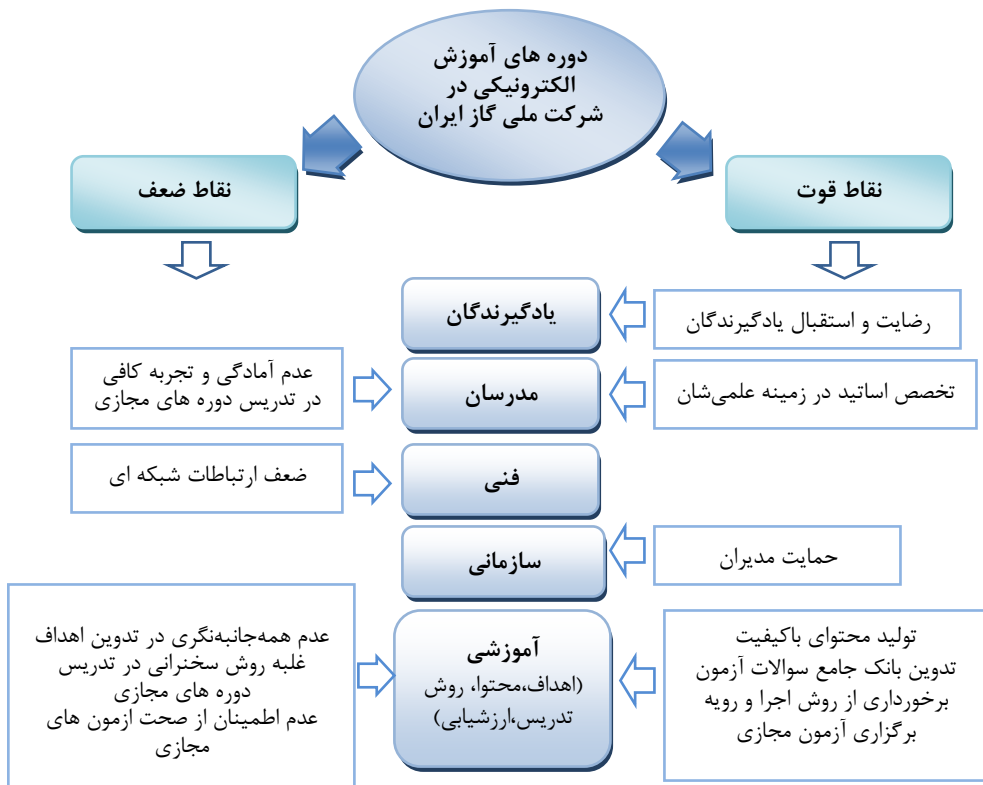 دوره های آموزش
الکترونیکی در
شرکت ملی گاز ایران
نقاط قوت
نقاط ضعف
یادگیرندگان
رضایت و استقبال یادگیرندگان
مدرسان
تخصص اساتید در زمینه علمی‌شان
عدم آمادگی و تجربه کافی
در تدریس دوره های مجازی
فنی
ضعف ارتباطات شبکه ای
سازمانی
حمایت مدیران
آموزشی
(اهداف،محتوا، روش
تدریس،ارزشیابی)
تولید محتوای باکیفیت
تدوین بانک جامع سوالات آزمون
برخورداری از روش اجرا و رویه
برگزاری آزمون مجازی
عدم همه‌جانبه‌نگری در تدوین اهداف
غلبه روش سخنرانی در تدریس
دوره های مجازی
عدم اطمینان از صحت ازمون های
مجازی